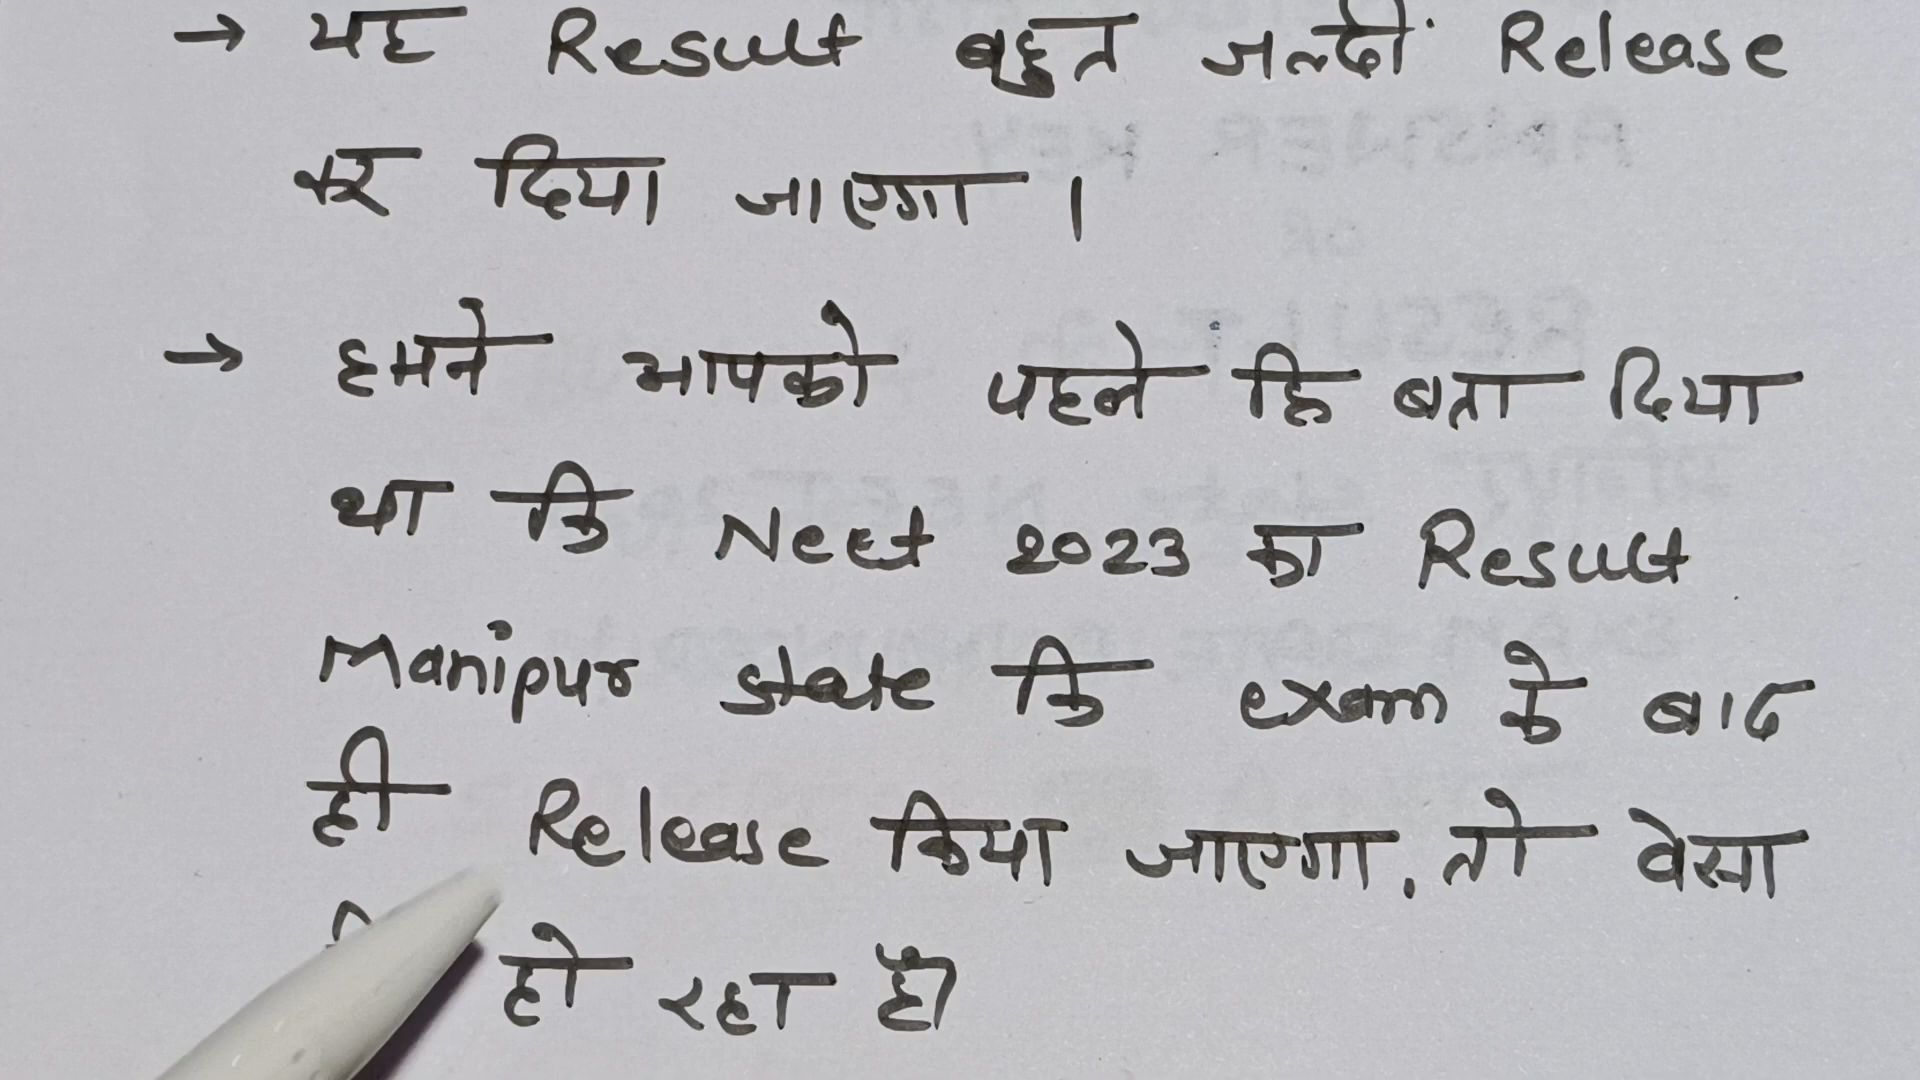 → यह Result बहुत जल्दी Release
कर दिया जाएगा ।
→ हमने आपको पहले हि बता दिया
था कि Neet 2023 का Result
Manipur state कि exam के बाद
ही Release किया जाएगा, तो वेसा
हो रहा है।